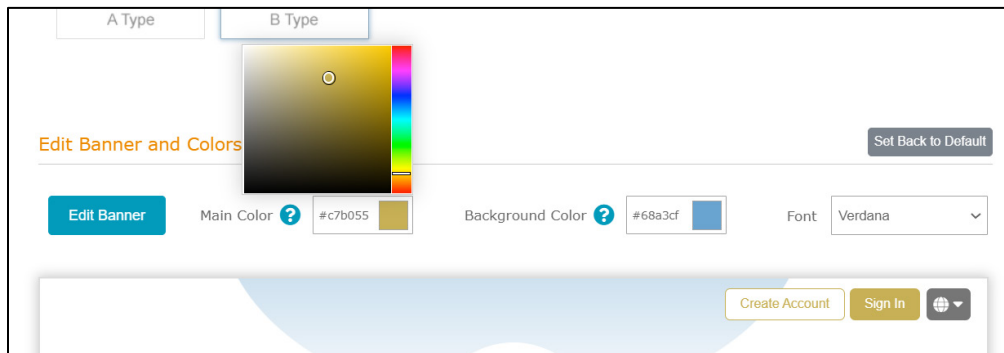 A Type
B Type
Edit Banner and Colors
Set Back to Default
Edit Banner
Main Color ?
#c7b055
Background Color ?
#68a3cf
Font
Verdana
Create Account
Sign In